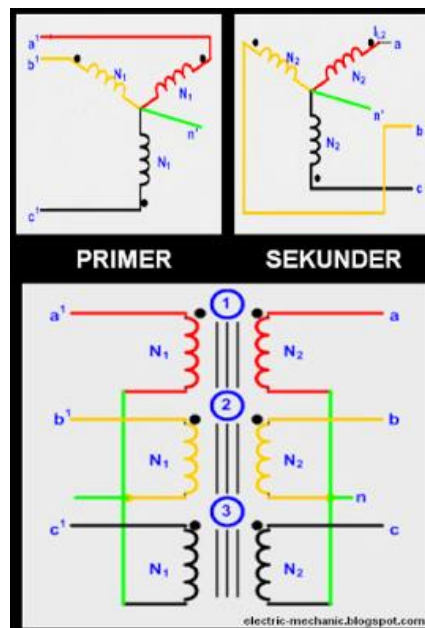 a¹
b¹
N₁
N₁
n'
N₁
c¹
i_L2
a
N₂
N₂
n'
b
N₂
c
PRIMER
SEKUNDER
1
a¹
a
N₁
N₂
2
b¹
b
N₁
N₂
n
3
c¹
c
N₁
N₂
electric-mechanic.blogspot.com